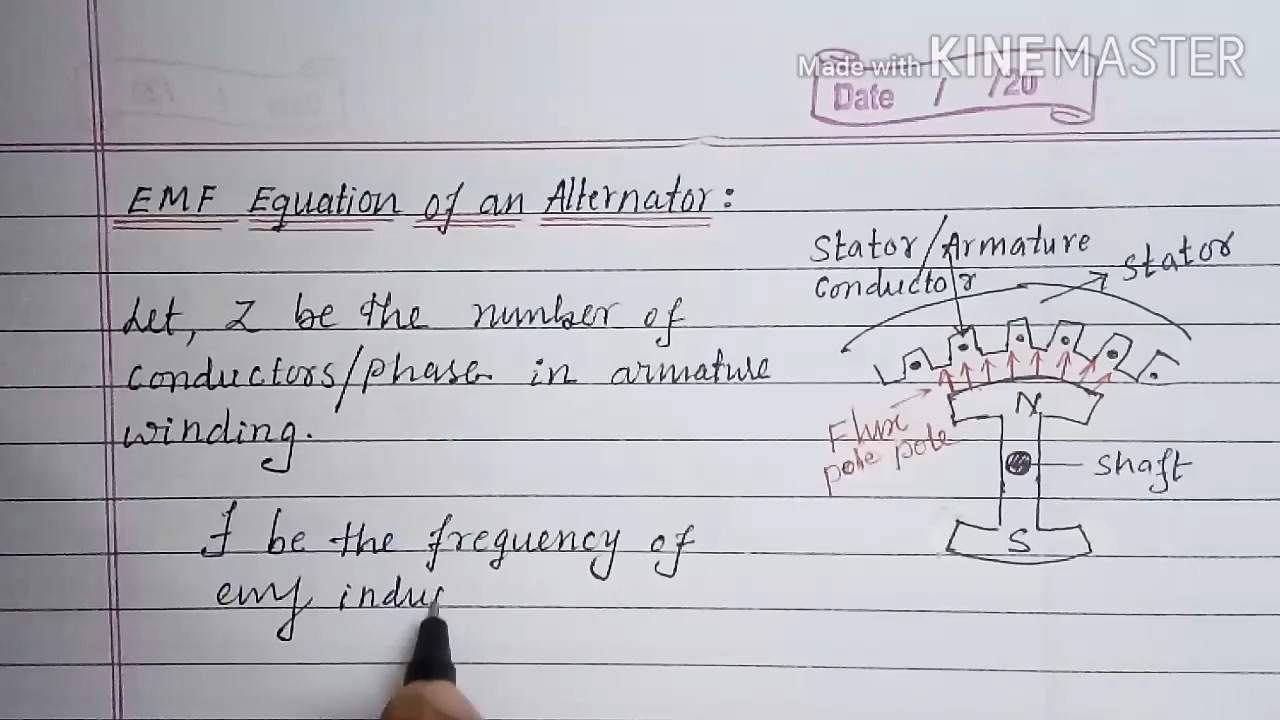 Made with KINEMASTER
Date / /20
EMF Equation of an Alternator:
Stator/Armature
conductor
stator
Let, Z be the number of
conductors/phase in armature
winding.
N
Flux
pole pole
shaft
f be the frequency of
emf induc
S